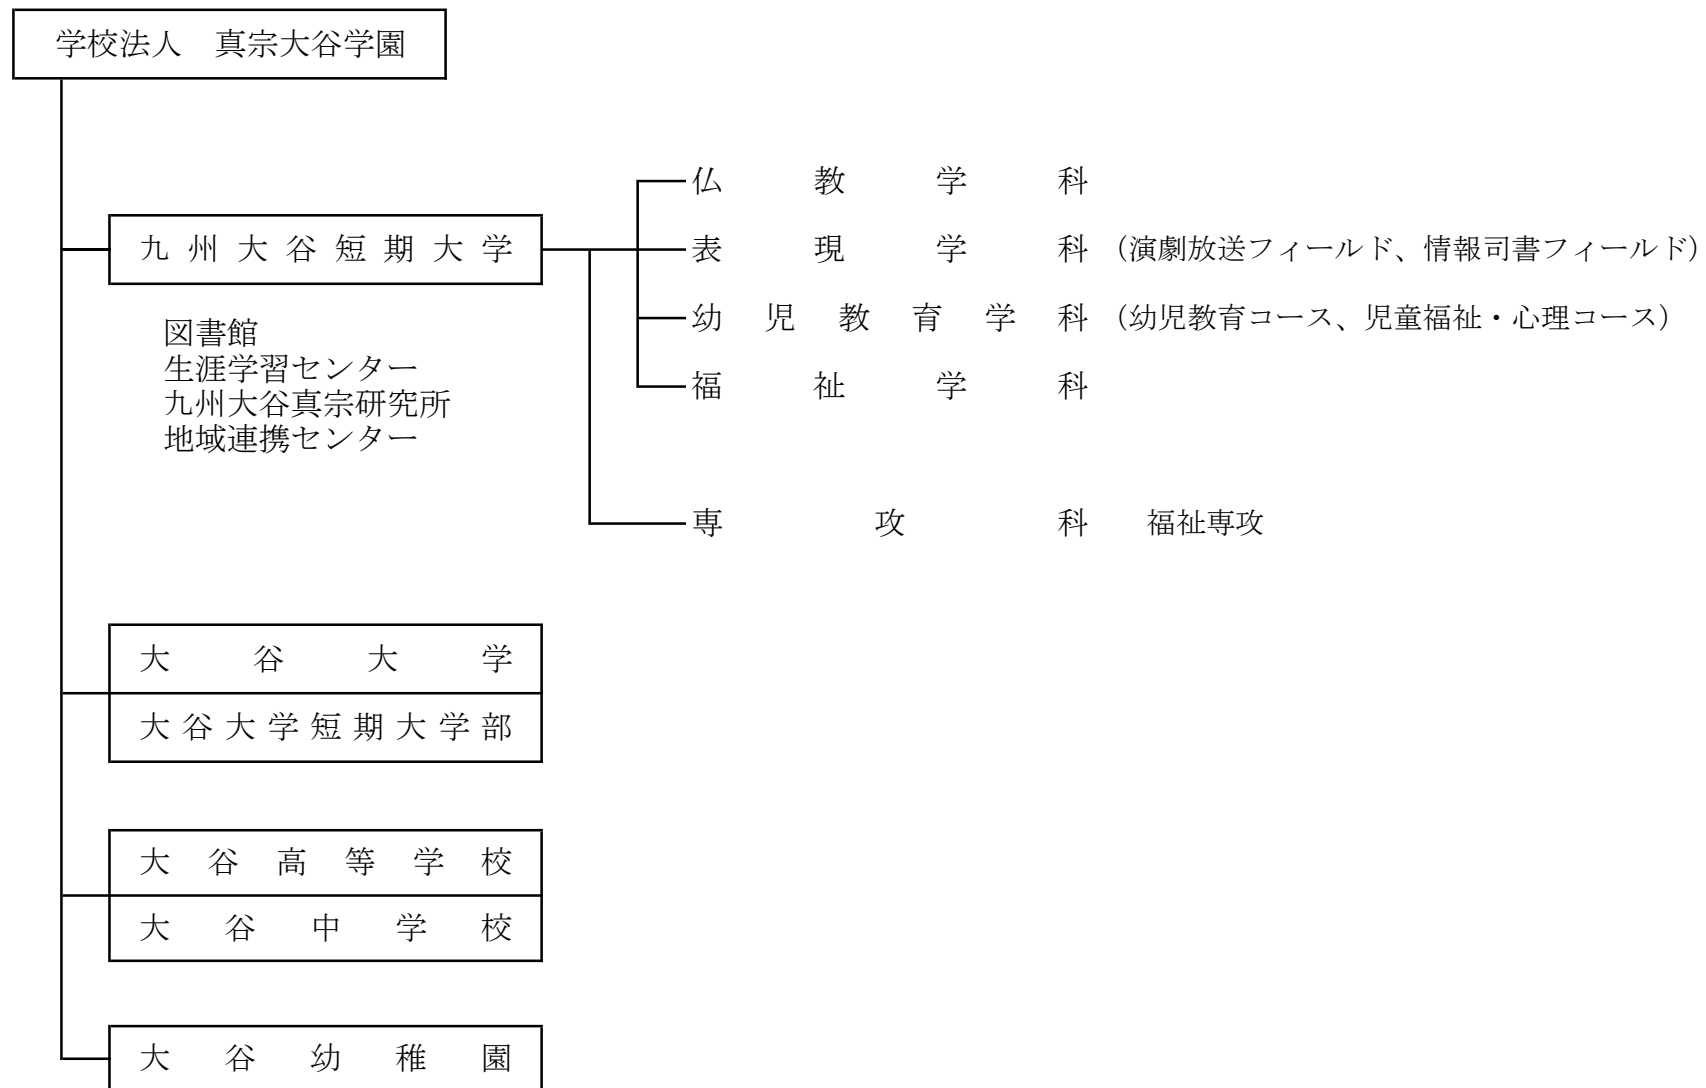 学校法人　真宗大谷学園
仏教学科
九州大谷短期大学
表現学科（演劇放送フィールド、情報司書フィールド）
幼児教育学科（幼児教育コース、児童福祉・心理コース）
図書館
生涯学習センター
福祉学科
九州大谷真宗研究所
地域連携センター
専攻科　福祉専攻
大谷大学
大谷大学短期大学部
大谷高等学校
大谷中学校
大谷幼稚園